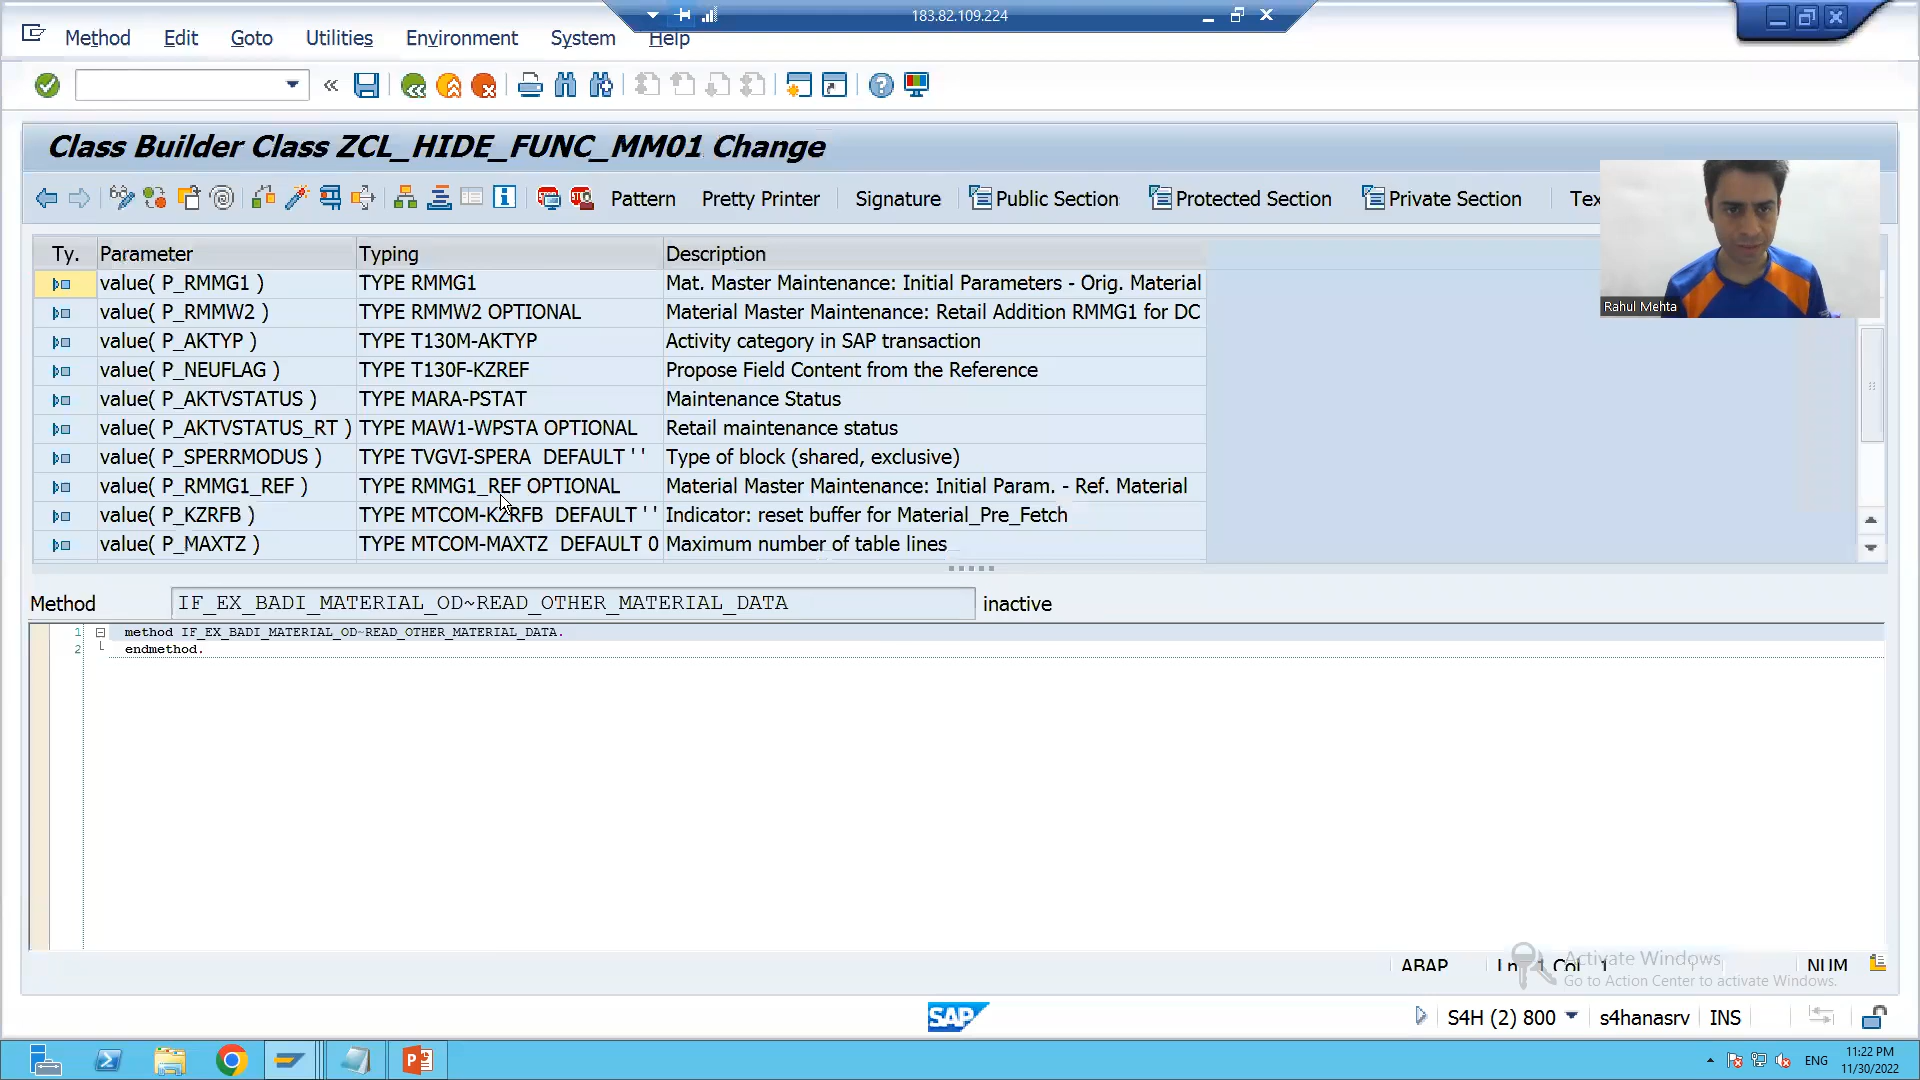 183.82.109.224
Method Edit Goto Utilities Environment System Help
Class Builder Class ZCL_HIDE_FUNC_MM01 Change
Pattern Pretty Printer Signature Public Section Protected Section Private Section
Rahul Mehta
Ty. Parameter Typing Description
value( P_RMMG1 ) TYPE RMMG1 Mat. Master Maintenance: Initial Parameters - Orig. Material
value( P_RMMW2 ) TYPE RMMW2 OPTIONAL Material Master Maintenance: Retail Addition RMMG1 for DC
value( P_AKTYP ) TYPE T130M-AKTYP Activity category in SAP transaction
value( P_NEUFLAG ) TYPE T130F-KZREF Propose Field Content from the Reference
value( P_AKTVSTATUS ) TYPE MARA-PSTAT Maintenance Status
value( P_AKTVSTATUS_RT ) TYPE MAW1-WPSTA OPTIONAL Retail maintenance status
value( P_SPERRMODUS ) TYPE TVGVI-SPERA DEFAULT ' ' Type of block (shared, exclusive)
value( P_RMMG1_REF ) TYPE RMMG1_REF OPTIONAL Material Master Maintenance: Initial Param. - Ref. Material
value( P_KZRFB ) TYPE MTCOM-KZRFB DEFAULT ' ' Indicator: reset buffer for Material_Pre_Fetch
value( P_MAXTZ ) TYPE MTCOM-MAXTZ DEFAULT 0 Maximum number of table lines
Method IF_EX_BADI_MATERIAL_OD~READ_OTHER_MATERIAL_DATA inactive
1 method IF_EX_BADI_MATERIAL_OD~READ_OTHER_MATERIAL_DATA.
2 endmethod.
Activate Windows
Go to Action Center to activate Windows.
ABAP Ln 1 Col 1 NUM
SAP S4H (2) 800 s4hanasrv INS
ENG 11:22 PM
11/30/2022